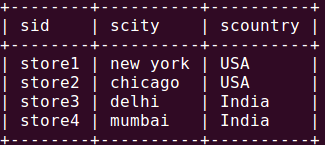 +--------+----------+----------+
| sid    | scity    | scountry |
+--------+----------+----------+
| store1 | new york | USA      |
| store2 | chicago  | USA      |
| store3 | delhi    | India    |
| store4 | mumbai   | India    |
+--------+----------+----------+